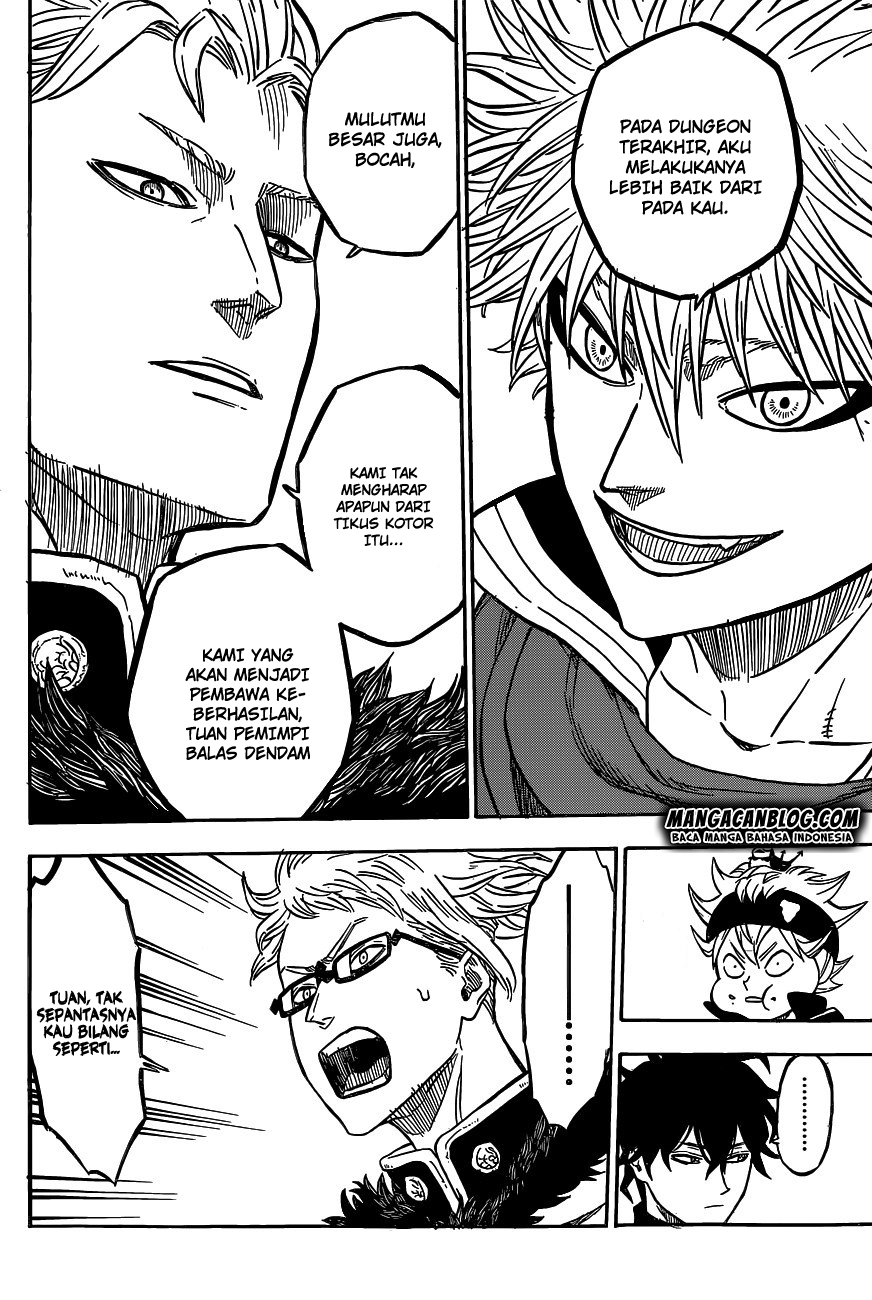 PADA DUNGEON
TERAKHIR, AKU
MELAKUKANYA
LEBIH BAIK DARI
PADA KAU.
MULUTMU
BESAR JUGA,
BOCAH,
KAMI TAK
MENGHARAP
APAPUN DARI
TIKUS KOTOR
ITU...
KAMI YANG
AKAN MENJADI
PEMBAWA KE-
BERHASILAN,
TUAN PEMIMPI
BALAS DENDAM
MANGACANBLOG.COM
BACA MANGA BAHASA INDONESIA
..........
.........
TUAN, TAK
SEPANTASNYA
KAU BILANG
SEPERTI...